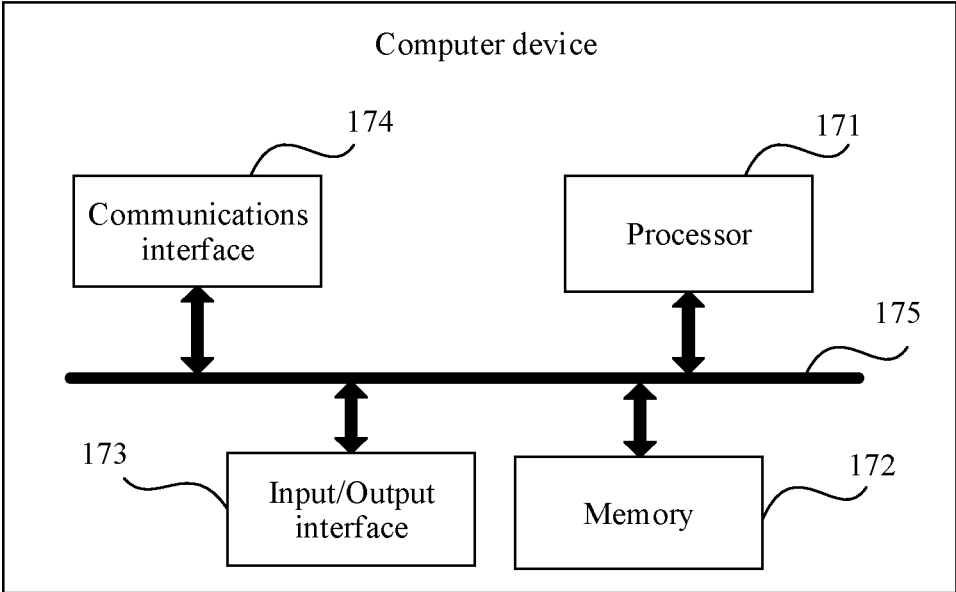 Computer device
174
171
Communications
interface
Processor
175
173
172
Input/Output
interface
Memory